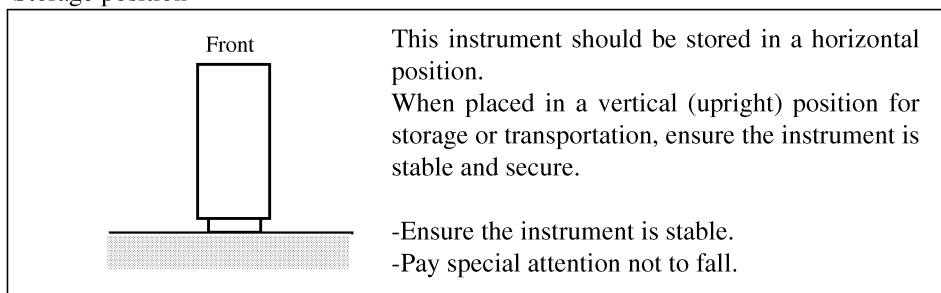 Storage position
Front
This instrument should be stored in a horizontal
position.
When placed in a vertical (upright) position for
storage or transportation, ensure the instrument is
stable and secure.
-Ensure the instrument is stable.
-Pay special attention not to fall.